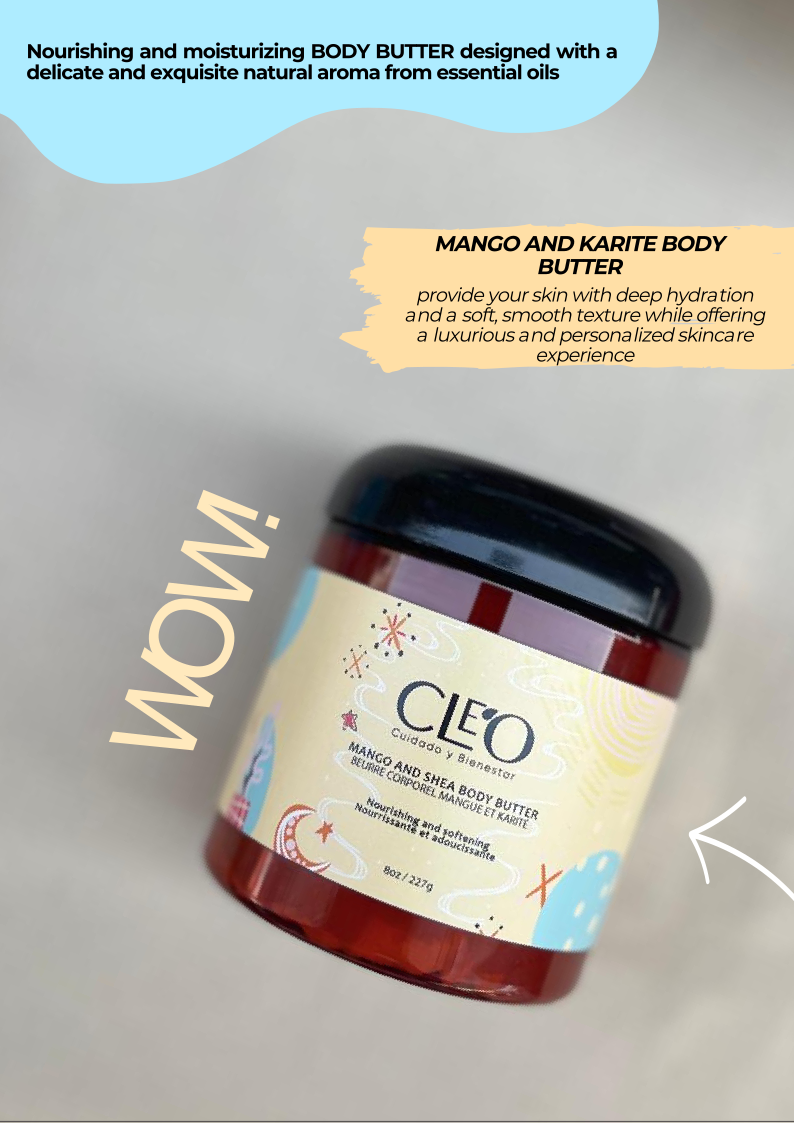 Nourishing and moisturizing BODY BUTTER designed with a
delicate and exquisite natural aroma from essential oils
MANGO AND KARITE BODY
BUTTER
provide your skin with deep hydration
and a soft, smooth texture while offering
a luxurious and personalized skincare
experience
WOW!
CLE'O
Cuidado y Bienestar
MANGO AND SHEA BODY BUTTER
BEURRE CORPOREL MANGUE ET KARITÉ
Nourishing and softening
Nourrissante et adoucissante
8oz / 227g